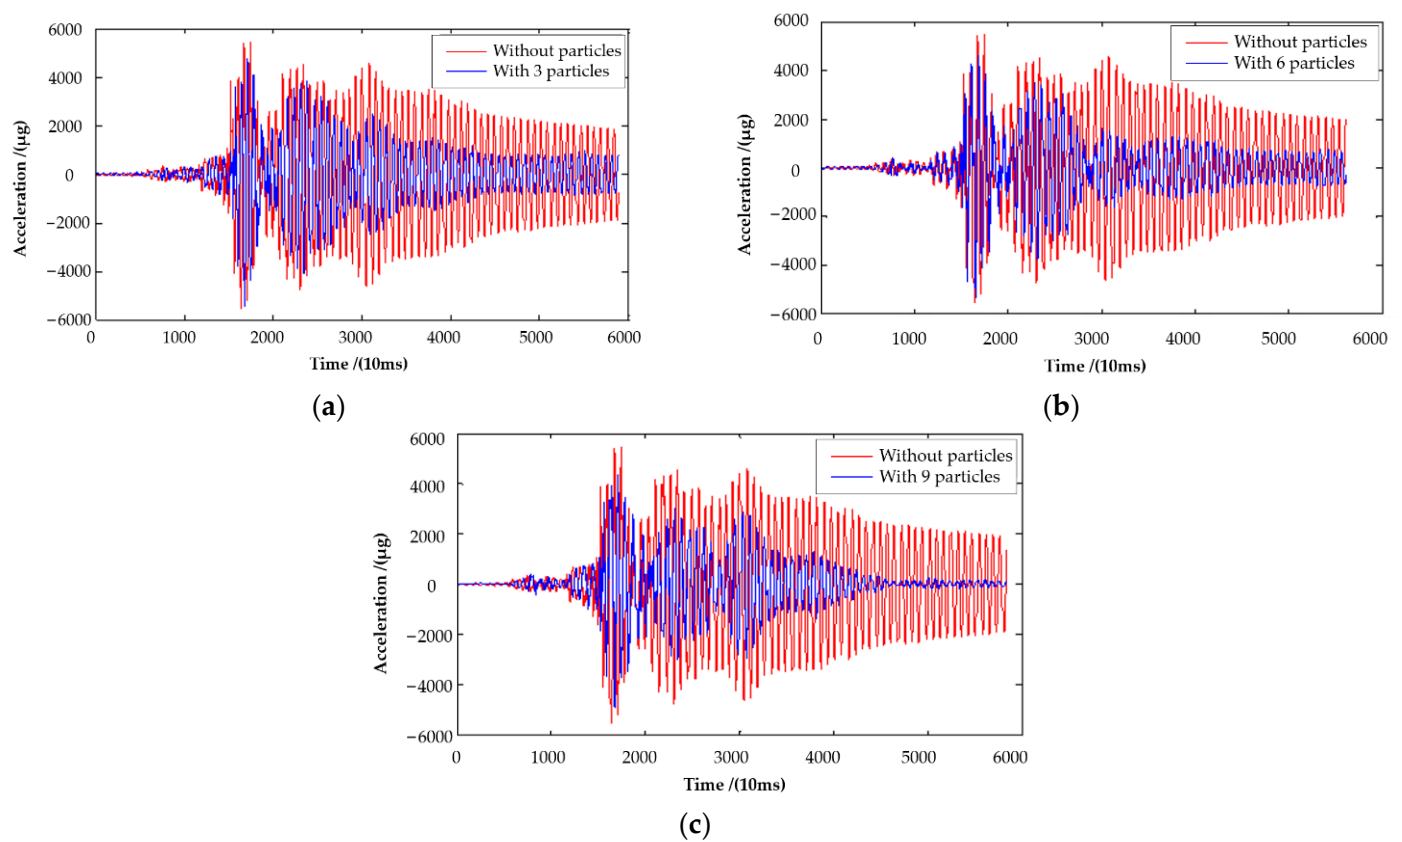 6000
4000
2000
0
−2000
−4000
−6000
Acceleration /(µg)
Without particles
With 3 particles
0 1000 2000 3000 4000 5000 6000
Time /(10ms)
(a)
6000
4000
2000
0
−2000
−4000
−6000
Acceleration /(µg)
Without particles
With 6 particles
0 1000 2000 3000 4000 5000 6000
Time /(10ms)
(b)
6000
4000
2000
0
−2000
−4000
−6000
Acceleration /(µg)
Without particles
With 9 particles
0 1000 2000 3000 4000 5000 6000
Time /(10ms)
(c)